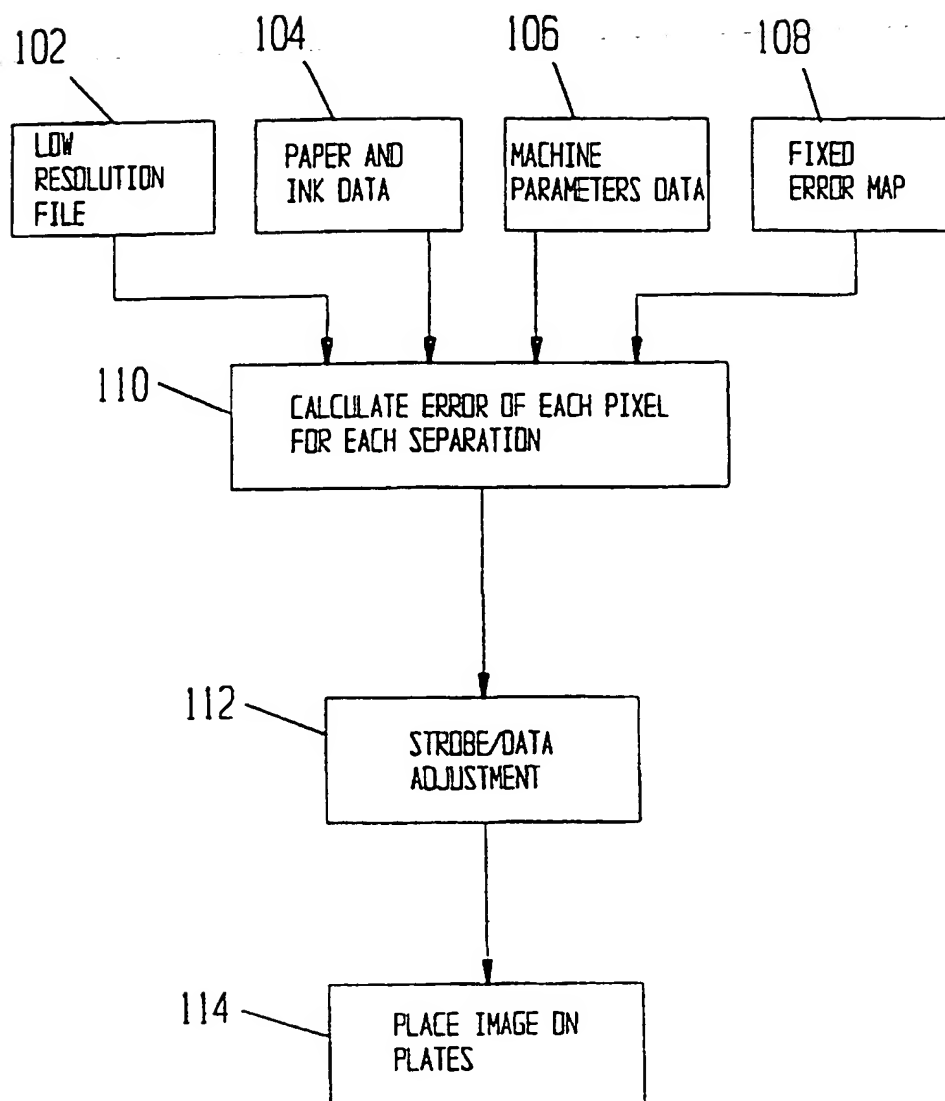 102
104
106
108
LOW
RESOLUTION
FILE
PAPER AND
INK DATA
MACHINE
PARAMETERS DATA
FIXED
ERROR MAP
110
CALCULATE ERROR OF EACH PIXEL
FOR EACH SEPARATION
112
STROBE/DATA
ADJUSTMENT
114
PLACE IMAGE ON
PLATES